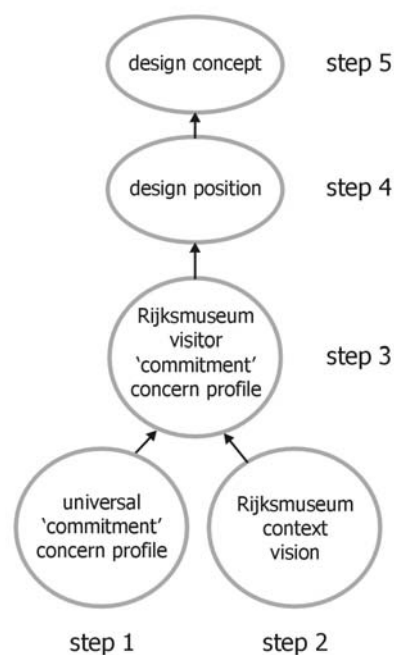 design concept
step 5
design position
step 4
Rijksmuseum
visitor
‘commitment’
concern profile
step 3
universal
‘commitment’
concern profile
Rijksmuseum
context
vision
step 1
step 2